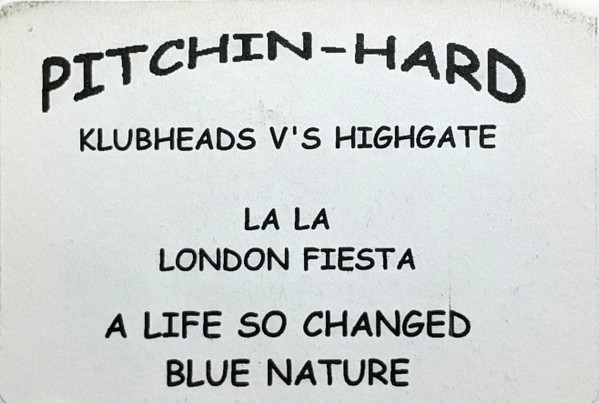 PITCHIN-HARD
KLUBHEADS V'S HIGHGATE
LA LA
LONDON FIESTA
A LIFE SO CHANGED
BLUE NATURE